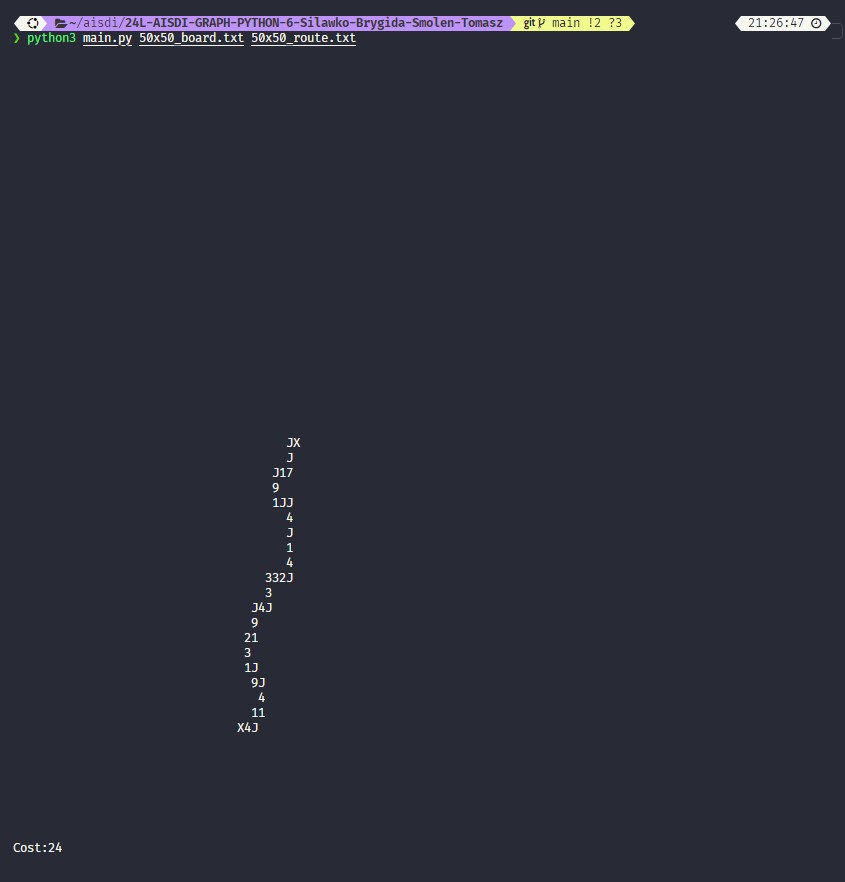 ~/aisdi/24L-AISDI-GRAPH-PYTHON-6-Silawko-Brygida-Smolen-Tomasz git main !2 ?3 21:26:47
❯ python3 main.py 50x50_board.txt 50x50_route.txt
JX
J
J17
9
1JJ
4
J
1
4
332J
3
J4J
9
21
3
1J
9J
4
11
X4J
Cost:24